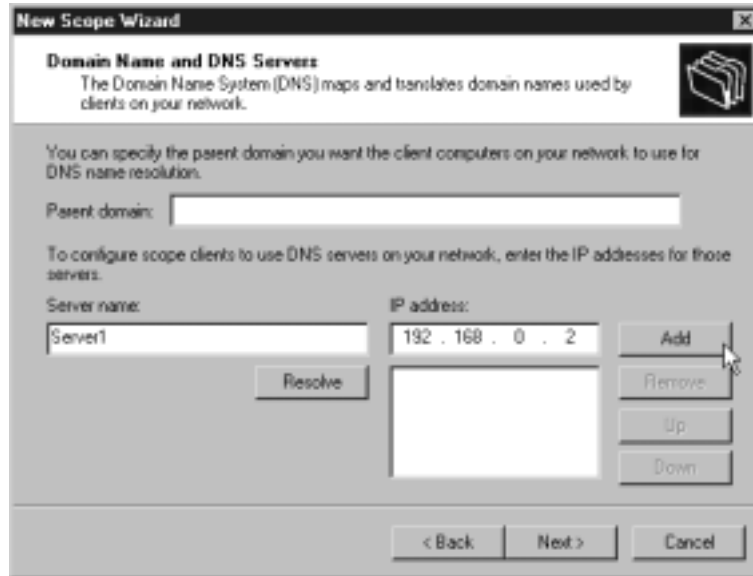 New Scope Wizard
Domain Name and DNS Servers
The Domain Name System (DNS) maps and translates domain names used by
clients on your network.
You can specify the parent domain you want the client computers on your network to use for
DNS name resolution.
Parent domain:
To configure scope clients to use DNS servers on your network, enter the IP addresses for those
servers.
Server name: IP address:
Server1 192 . 168 . 0 . 2 Add
Resolve Remove
Up
Down
< Back Next > Cancel